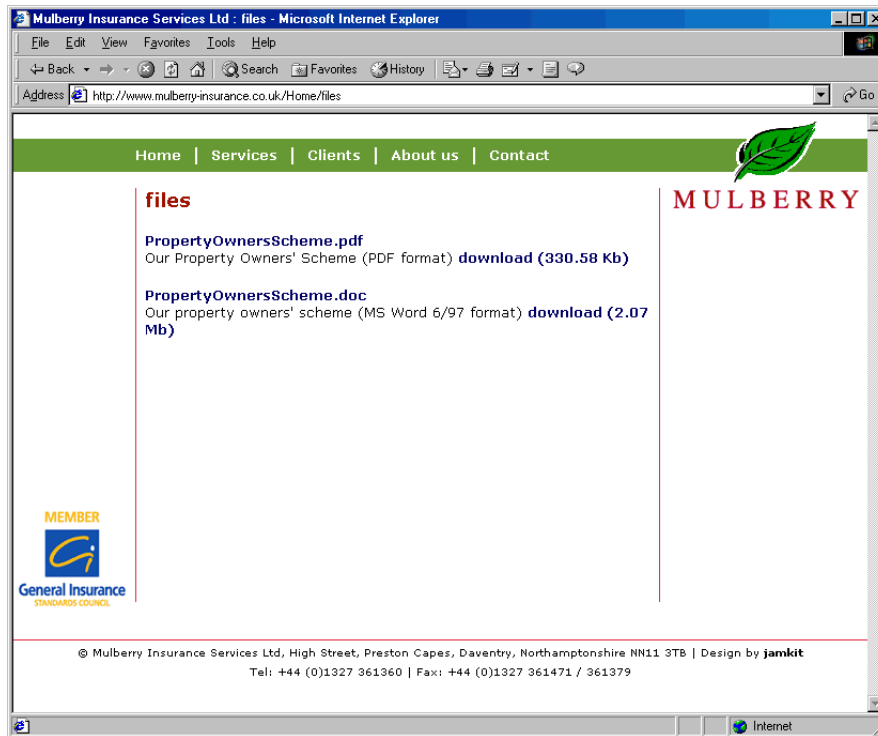 Mulberry Insurance Services Ltd : files - Microsoft Internet Explorer
File Edit View Favorites Tools Help
Back Search Favorites History
Address http://www.mulberry-insurance.co.uk/Home/files Go
Home | Services | Clients | About us | Contact
MULBERRY
files
PropertyOwnersScheme.pdf
Our Property Owners' Scheme (PDF format) download (330.58 Kb)
PropertyOwnersScheme.doc
Our property owners' scheme (MS Word 6/97 format) download (2.07
Mb)
MEMBER
General Insurance
STANDARDS COUNCIL
© Mulberry Insurance Services Ltd, High Street, Preston Capes, Daventry, Northamptonshire NN11 3TB | Design by jamkit
Tel: +44 (0)1327 361360 | Fax: +44 (0)1327 361471 / 361379
Internet